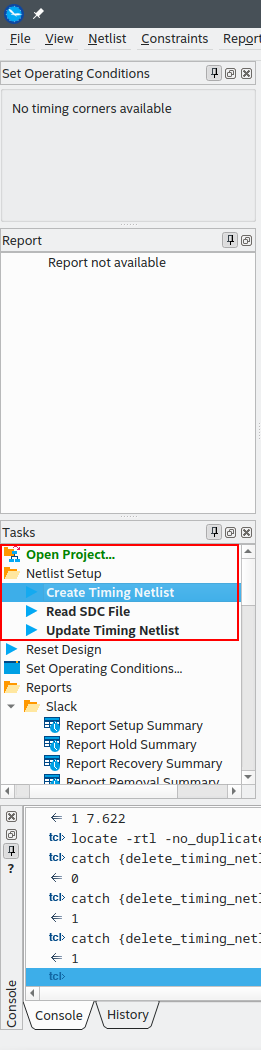 File View Netlist Constraints Report
Set Operating Conditions
No timing corners available
Report
Report not available
Tasks
Open Project...
Netlist Setup
Create Timing Netlist
Read SDC File
Update Timing Netlist
Reset Design
Set Operating Conditions...
Reports
Slack
Report Setup Summary
Report Hold Summary
Report Recovery Summary
Report Removal Summary
1 7.622
tcl> locate -rtl -no_duplicate
tcl> catch {delete_timing_netl
0
tcl> catch {delete_timing_netl
1
tcl> catch {delete_timing_netl
1
tcl>
?
Console
Console History